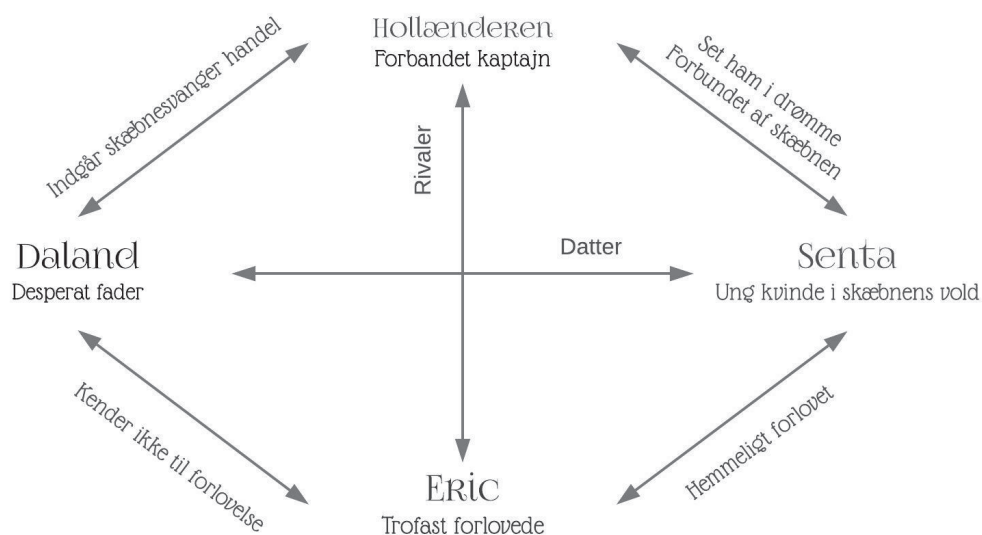 Hollænderen
Forbandet kaptajn
Indgår skæbnesvanger handel
Set ham i drømme
Forbundet af skæbnen
Rivaler
Daland
Desperat fader
Datter
Senta
Ung kvinde i skæbnens vold
Kender ikke til forlovelse
Hemmeligt forlovet
Eric
Trofast forlovede